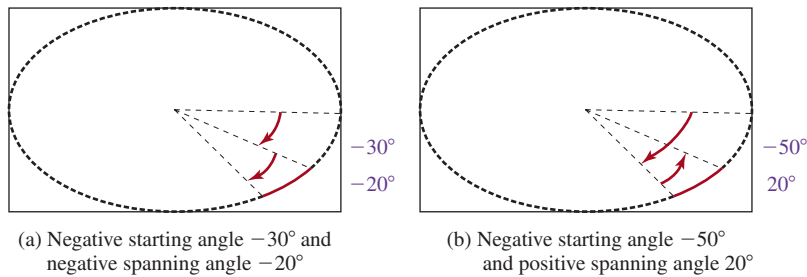 −30°
−20°
(a) Negative starting angle −30° and
negative spanning angle −20°
−50°
20°
(b) Negative starting angle −50°
and positive spanning angle 20°